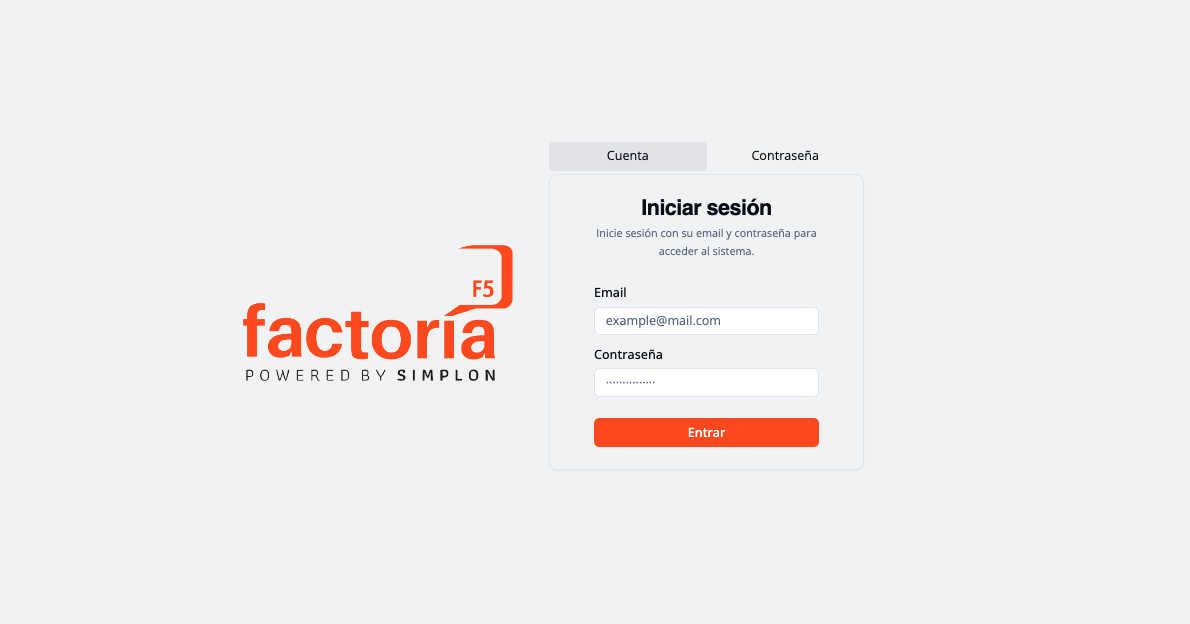 Cuenta
Contraseña
Iniciar sesión
Inicie sesión con su email y contraseña para
acceder al sistema.
F5
factoría
POWERED BY SIMPLON
Email
example@mail.com
Contraseña
···············
Entrar